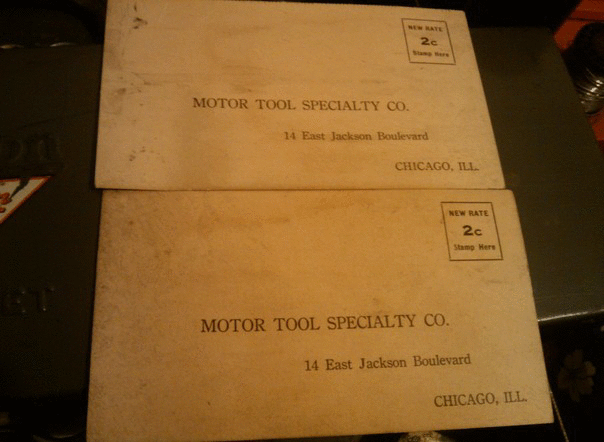 NEW RATE
2c
Stamp Here
MOTOR TOOL SPECIALTY CO.
14 East Jackson Boulevard
CHICAGO, ILL.
NEW RATE
2c
Stamp Here
MOTOR TOOL SPECIALTY CO.
14 East Jackson Boulevard
CHICAGO, ILL.